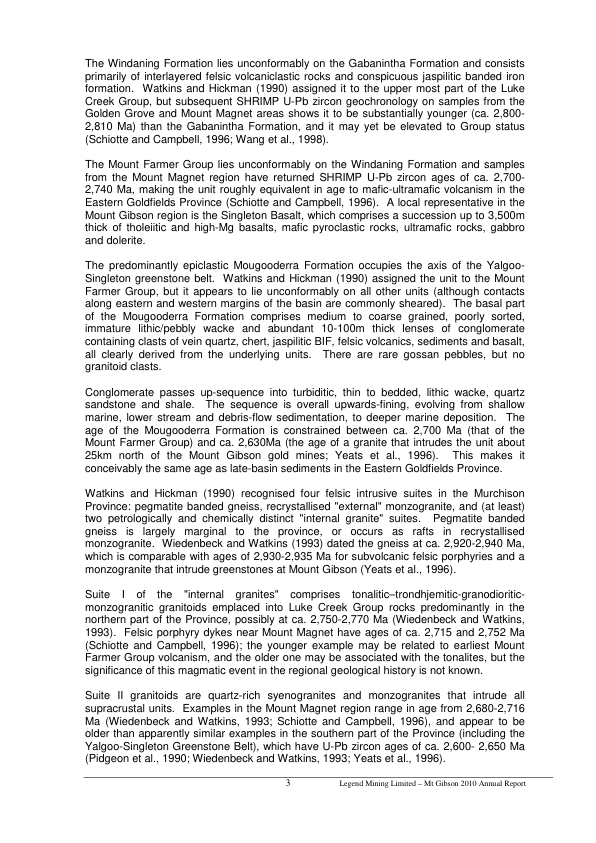 The Windaning Formation lies unconformably on the Gabanintha Formation and consists
primarily of interlayered felsic volcaniclastic rocks and conspicuous jaspilitic banded iron
formation.  Watkins and Hickman (1990) assigned it to the upper most part of the Luke
Creek Group, but subsequent SHRIMP U-Pb zircon geochronology on samples from the
Golden Grove and Mount Magnet areas shows it to be substantially younger (ca. 2,800-
2,810 Ma) than the Gabanintha Formation, and it may yet be elevated to Group status
(Schiotte and Campbell, 1996; Wang et al., 1998).

The Mount Farmer Group lies unconformably on the Windaning Formation and samples
from the Mount Magnet region have returned SHRIMP U-Pb zircon ages of ca. 2,700-
2,740 Ma, making the unit roughly equivalent in age to mafic-ultramafic volcanism in the
Eastern Goldfields Province (Schiotte and Campbell, 1996).  A local representative in the
Mount Gibson region is the Singleton Basalt, which comprises a succession up to 3,500m
thick of tholeiitic and high-Mg basalts, mafic pyroclastic rocks, ultramafic rocks, gabbro
and dolerite.

The predominantly epiclastic Mougooderra Formation occupies the axis of the Yalgoo-
Singleton greenstone belt.  Watkins and Hickman (1990) assigned the unit to the Mount
Farmer Group, but it appears to lie unconformably on all other units (although contacts
along eastern and western margins of the basin are commonly sheared).  The basal part
of the Mougooderra Formation comprises medium to coarse grained, poorly sorted,
immature lithic/pebbly wacke and abundant 10-100m thick lenses of conglomerate
containing clasts of vein quartz, chert, jaspilitic BIF, felsic volcanics, sediments and basalt,
all clearly derived from the underlying units.  There are rare gossan pebbles, but no
granitoid clasts.

Conglomerate passes up-sequence into turbiditic, thin to bedded, lithic wacke, quartz
sandstone and shale.  The sequence is overall upwards-fining, evolving from shallow
marine, lower stream and debris-flow sedimentation, to deeper marine deposition.  The
age of the Mougooderra Formation is constrained between ca. 2,700 Ma (that of the
Mount Farmer Group) and ca. 2,630Ma (the age of a granite that intrudes the unit about
25km north of the Mount Gibson gold mines; Yeats et al., 1996).  This makes it
conceivably the same age as late-basin sediments in the Eastern Goldfields Province.

Watkins and Hickman (1990) recognised four felsic intrusive suites in the Murchison
Province: pegmatite banded gneiss, recrystallised "external" monzogranite, and (at least)
two petrologically and chemically distinct "internal granite" suites.  Pegmatite banded
gneiss is largely marginal to the province, or occurs as rafts in recrystallised
monzogranite.  Wiedenbeck and Watkins (1993) dated the gneiss at ca. 2,920-2,940 Ma,
which is comparable with ages of 2,930-2,935 Ma for subvolcanic felsic porphyries and a
monzogranite that intrude greenstones at Mount Gibson (Yeats et al., 1996).

Suite I of the "internal granites" comprises tonalitic–trondhjemitic-granodioritic-
monzogranitic granitoids emplaced into Luke Creek Group rocks predominantly in the
northern part of the Province, possibly at ca. 2,750-2,770 Ma (Wiedenbeck and Watkins,
1993).  Felsic porphyry dykes near Mount Magnet have ages of ca. 2,715 and 2,752 Ma
(Schiotte and Campbell, 1996); the younger example may be related to earliest Mount
Farmer Group volcanism, and the older one may be associated with the tonalites, but the
significance of this magmatic event in the regional geological history is not known.

Suite II granitoids are quartz-rich syenogranites and monzogranites that intrude all
supracrustal units.  Examples in the Mount Magnet region range in age from 2,680-2,716
Ma (Wiedenbeck and Watkins, 1993; Schiotte and Campbell, 1996), and appear to be
older than apparently similar examples in the southern part of the Province (including the
Yalgoo-Singleton Greenstone Belt), which have U-Pb zircon ages of ca. 2,600- 2,650 Ma
(Pidgeon et al., 1990; Wiedenbeck and Watkins, 1993; Yeats et al., 1996).

3 Legend Mining Limited – Mt Gibson 2010 Annual Report